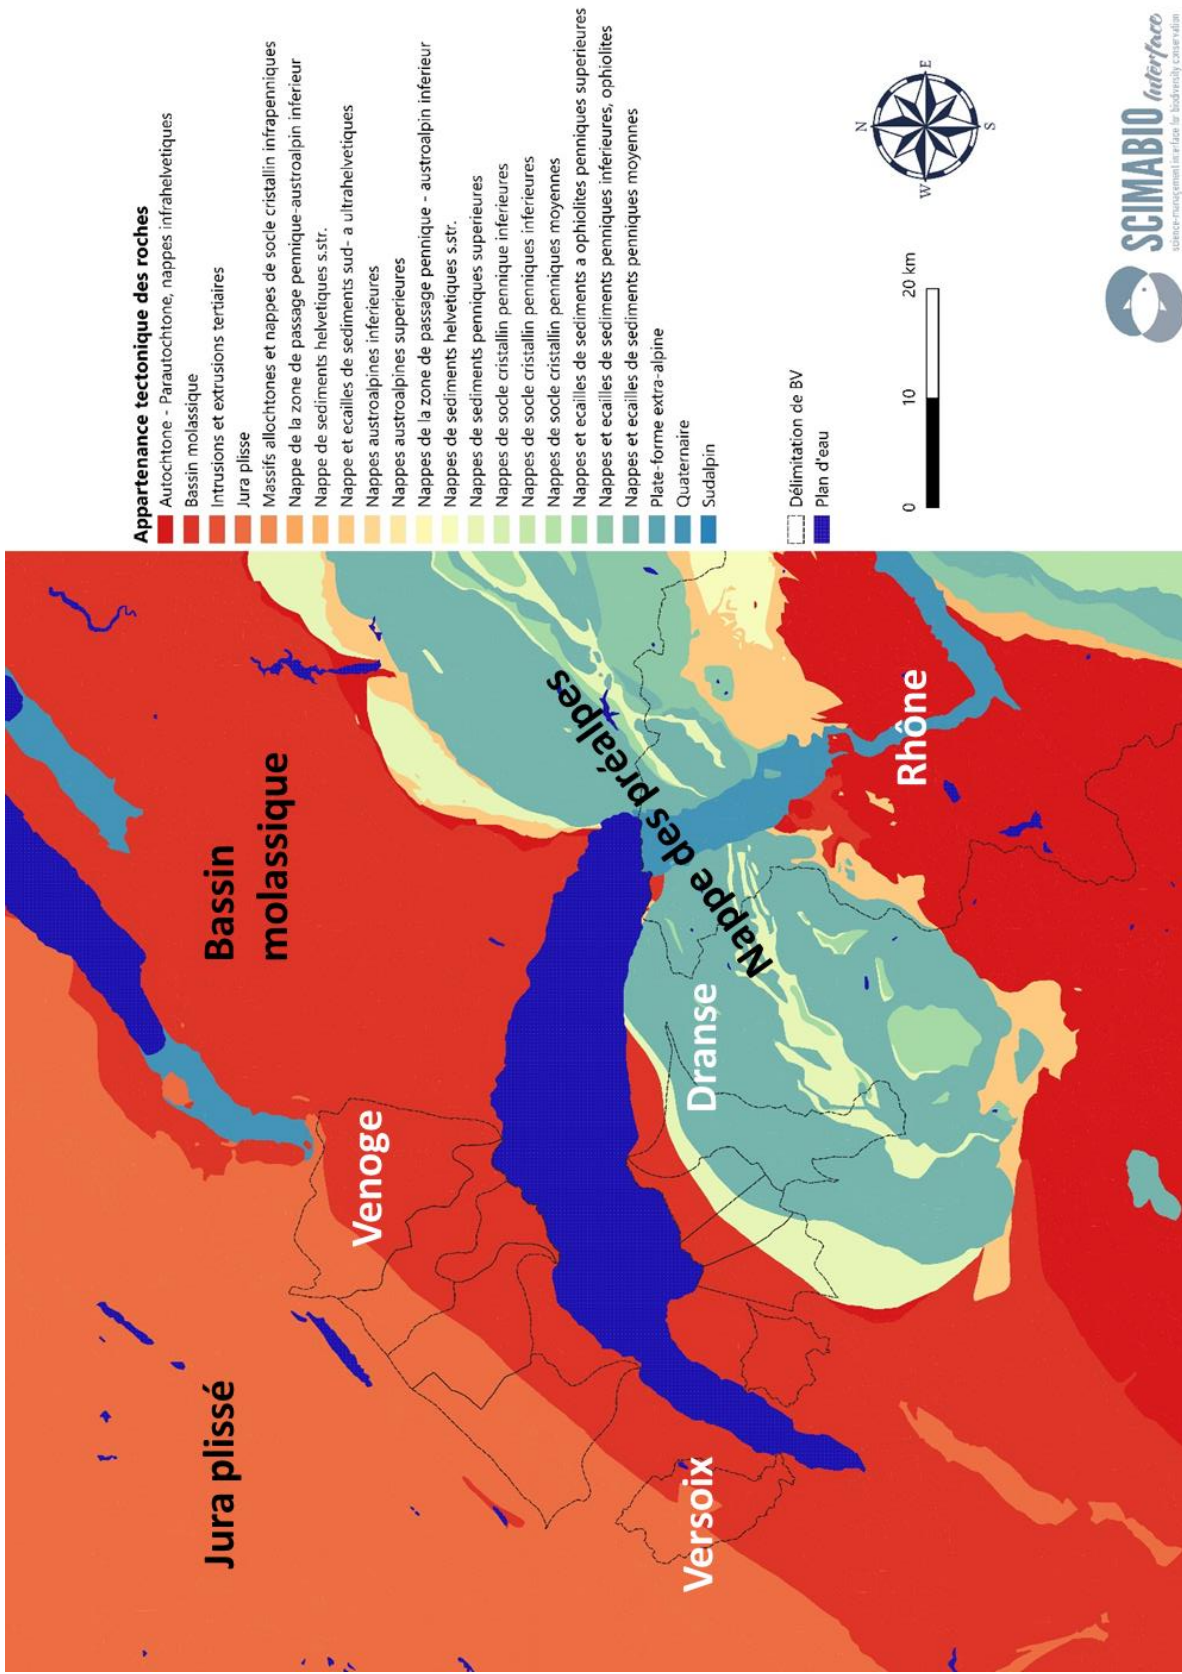 Jura plissé
Bassin
molassique
Venoge
Versoix
Dranse
Nappe des préalpes
Rhône
Appartenance tectonique des roches
Autochtone - Parautochtone, nappes infrahelvetiques
Bassin molassique
Intrusions et extrusions tertiaires
Jura plisse
Massifs allochtones et nappes de socle cristallin infrapenniques
Nappe de la zone de passage pennique-austroalpin inferieur
Nappe de sediments helvetiques s.str.
Nappe et ecailles de sediments sud- a ultrahelvetiques
Nappes austroalpines inferieures
Nappes austroalpines superieures
Nappes de la zone de passage pennique - austroalpin inferieur
Nappes de sediments helvetiques s.str.
Nappes de sediments penniques superieures
Nappes de socle cristallin pennique inferieures
Nappes de socle cristallin penniques inferieures
Nappes de socle cristallin penniques moyennes
Nappes et ecailles de sediments a ophiolites penniques superieures
Nappes et ecailles de sediments penniques inferieures, ophiolites
Nappes et ecailles de sediments penniques moyennes
Plate-forme extra-alpine
Quaternaire
Sudalpin
Délimitation de BV
Plan d'eau
0 10 20 km
N
W E
S
SCIMABIO Interface
science-management interface for biodiversity conservation